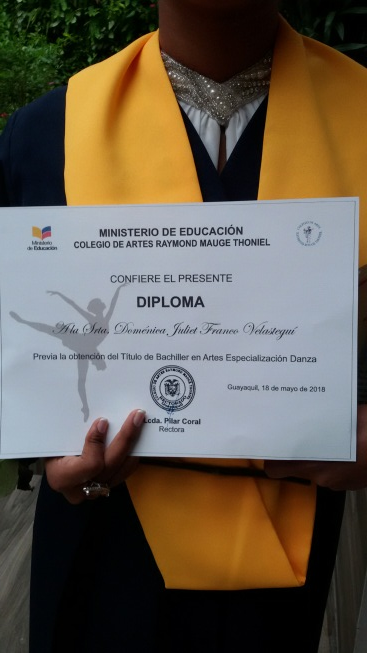 Ministerio
de Educación
MINISTERIO DE EDUCACIÓN
COLEGIO DE ARTES RAYMOND MAUGE THONIEL
CONFIERE EL PRESENTE
DIPLOMA
A la Srta. Doménica Juliet Franco Velastegui
Previa la obtención del Título de Bachiller en Artes Especialización Danza
Guayaquil, 18 de mayo de 2018
Lcda. Pilar Coral
Rectora